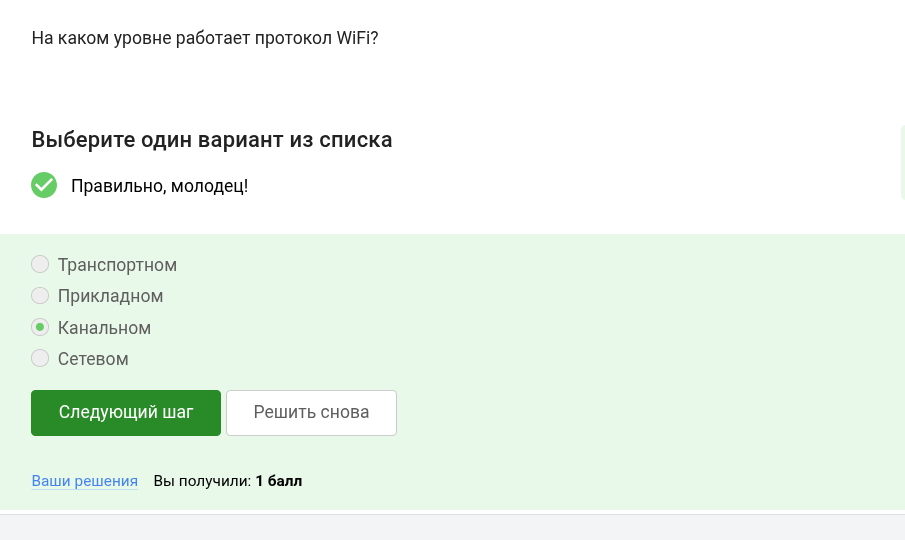 На каком уровне работает протокол WiFi?
Выберите один вариант из списка
Правильно, молодец!
Транспортном
Прикладном
Канальном
Сетевом
Следующий шаг Решить снова
Ваши решения Вы получили: 1 балл